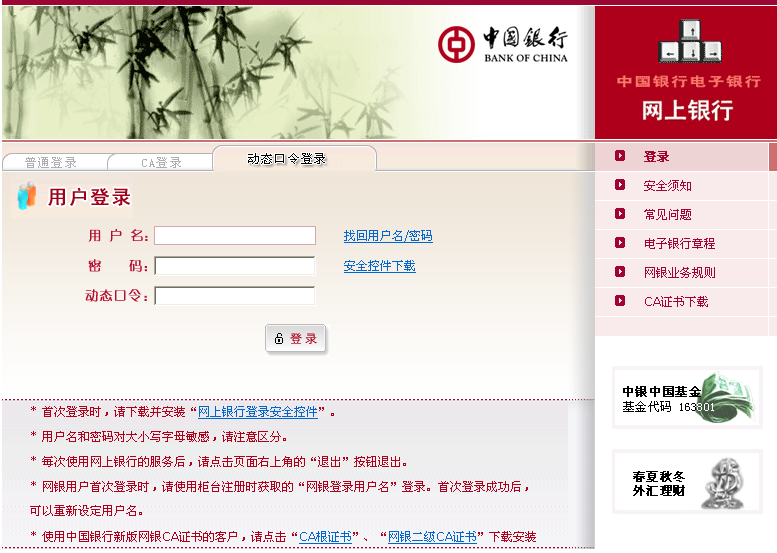 中国银行
BANK OF CHINA
中国银行电子银行
网上银行
普通登录
CA登录
动态口令登录
用户登录
用 户 名：
找回用户名/密码
密 码：
安全控件下载
动态口令：
登 录
* 首次登录时，请下载并安装“网上银行登录安全控件”。
* 用户名和密码对大小写字母敏感，请注意区分。
* 每次使用网上银行的服务后，请点击页面右上角的“退出”按钮退出。
* 网银用户首次登录时，请使用柜台注册时获取的“网银登录用户名”登录。首次登录成功后，
可以重新设定用户名。
* 使用中国银行新版网银CA证书的客户，请点击“CA根证书”、“网银二级CA证书”下载安装
登录
安全须知
常见问题
电子银行章程
网银业务规则
CA证书下载
中银中国基金
基金代码 163801
春夏秋冬
外汇理财